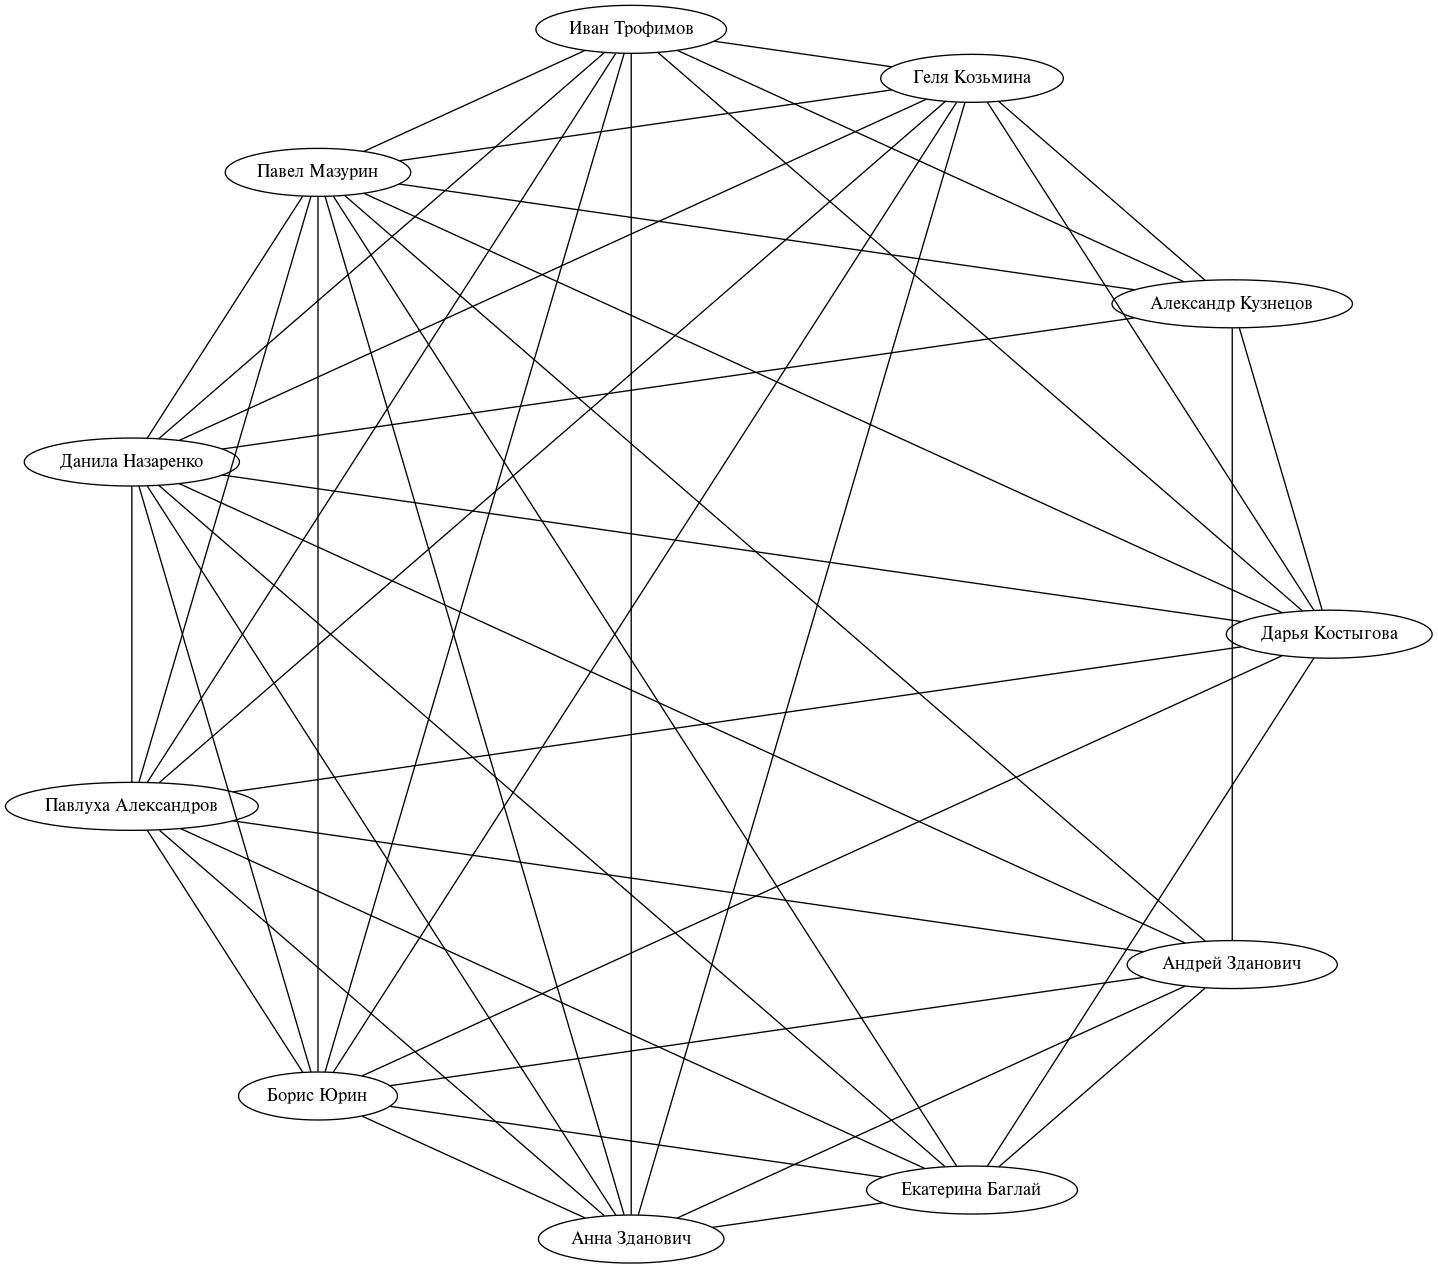 Иван Трофимов
Геля Козьмина
Павел Мазурин
Александр Кузнецов
Данила Назаренко
Дарья Костыгова
Павлуха Александров
Андрей Зданович
Борис Юрин
Екатерина Баглай
Анна Зданович